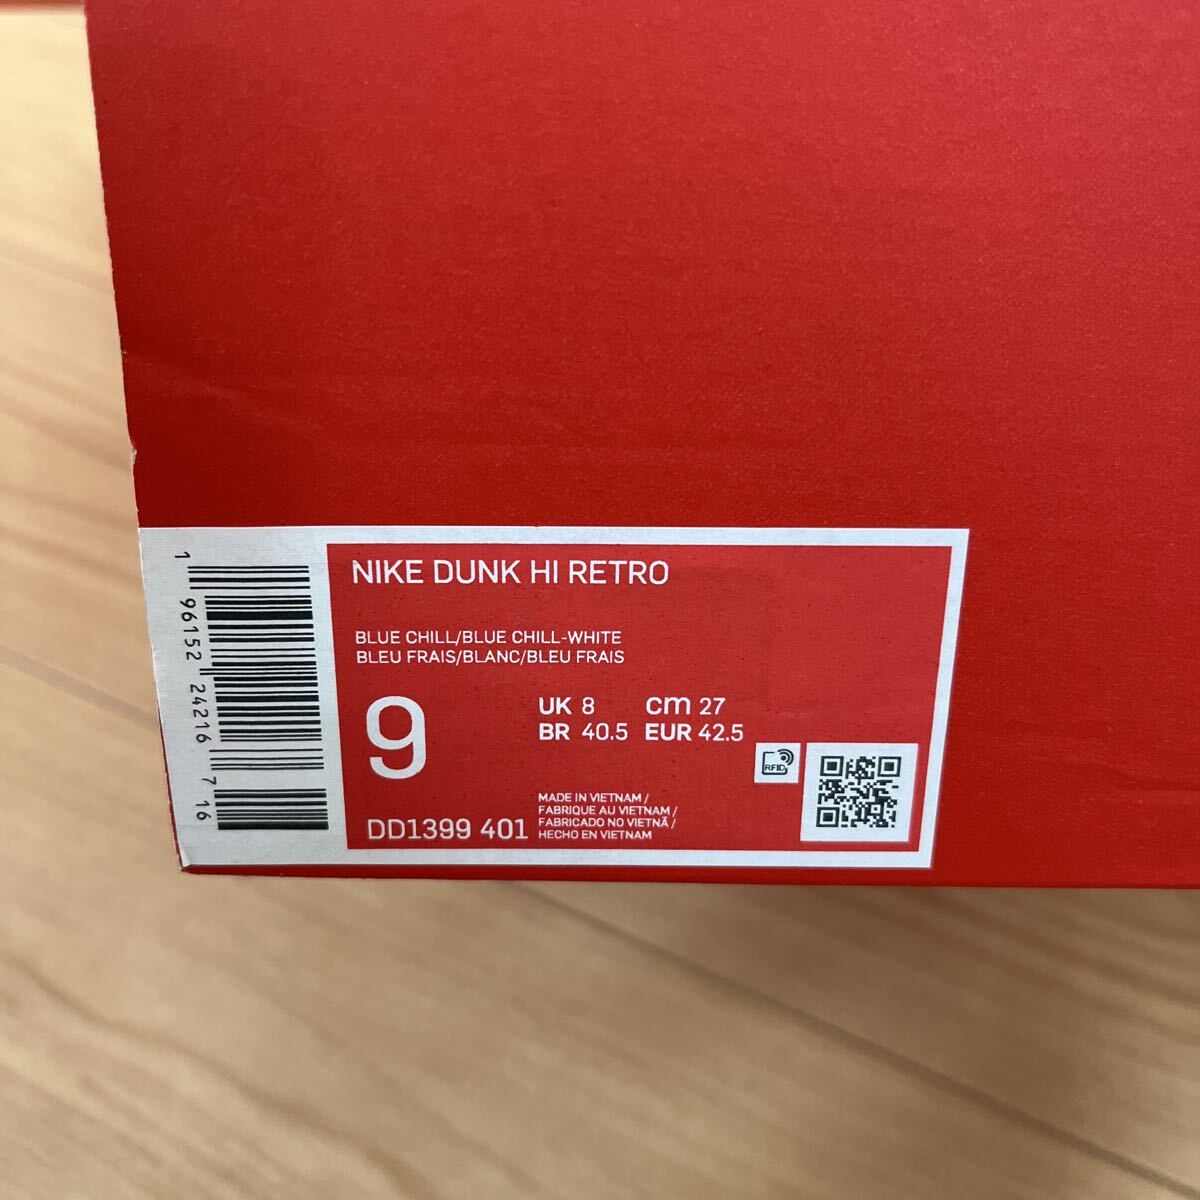 NIKE DUNK HI RETRO
BLUE CHILL/BLUE CHILL-WHITE
BLEU FRAIS/BLANC/BLEU FRAIS
9
UK 8 cm 27
BR 40.5 EUR 42.5
RFID
DD1399 401
MADE IN VIETNAM /
FABRIQUE AU VIETNAM /
FABRICADO NO VIETNÃ /
HECHO EN VIETNAM
1 96152 24216 7 16